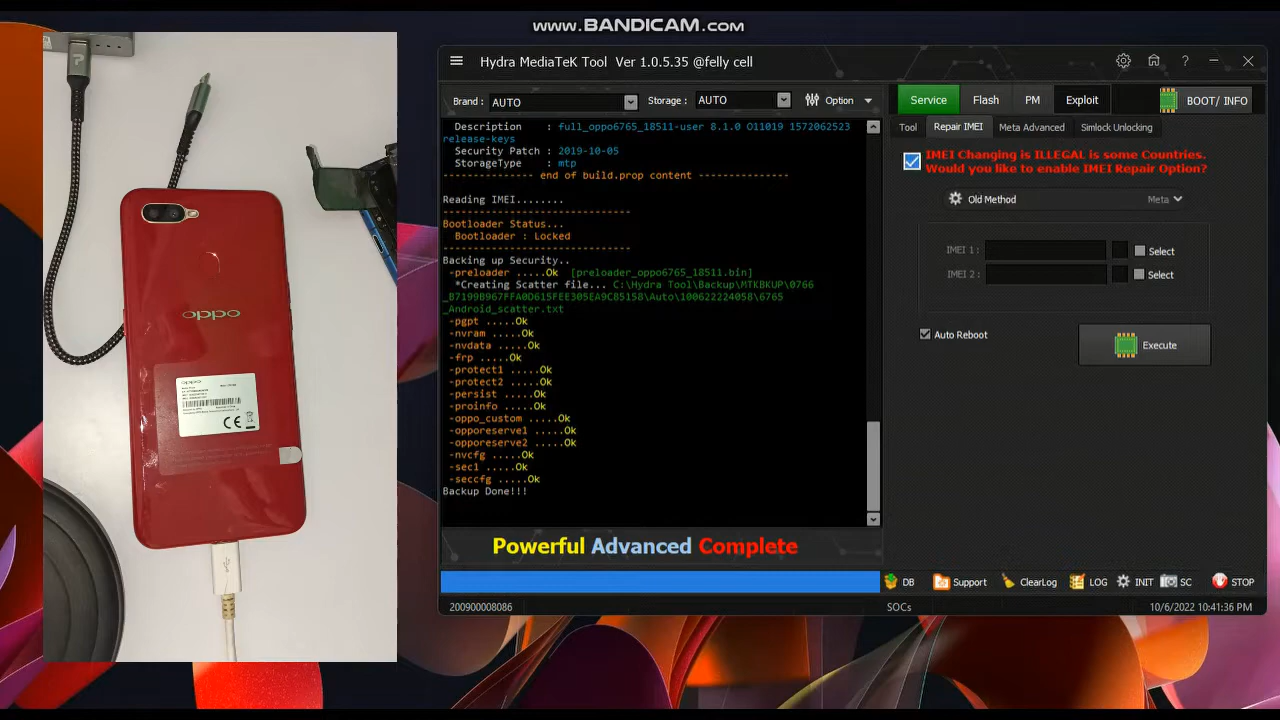 www.BANDICAM.com
Hydra MediaTeK Tool Ver 1.0.5.35 @felly cell
Brand : AUTO Storage : AUTO Option
Service Flash PM Exploit BOOT/ INFO
Tool Repair IMEI Meta Advanced Simlock Unlocking
IMEI Changing is ILLEGAL is some Countries.
Would you like to enable IMEI Repair Option?
Old Method Meta
IMEI 1 : Select
IMEI 2 : Select
Auto Reboot Execute
Description : full_oppo6765_18511-user 8.1.0 O11019 1572062523
release-keys
Security Patch : 2019-10-05
StorageType : mtp
-------------- end of build.prop content ---------------
Reading IMEI........
-----------------------------
Bootloader Status...
Bootloader : Locked
-----------------------------
Backing up Security..
-preloader .....Ok [preloader_oppo6765_18511.bin]
*Creating Scatter file... C:\Hydra Tool\Backup\MTKBKUP\0766
_B7199B967FFA0D615FEE305EA9CB5158\Auto\100622224058\6765
_Android_scatter.txt
-pgpt .....Ok
-nvram .....Ok
-nvdata .....Ok
-frp .....Ok
-protect1 .....Ok
-protect2 .....Ok
-persist .....Ok
-proinfo .....Ok
-oppo_custom .....Ok
-opporeserve1 .....Ok
-opporeserve2 .....Ok
-nvcfg .....Ok
-sec1 .....Ok
-seccfg .....Ok
Backup Done!!!
Powerful Advanced Complete
DB Support ClearLog LOG INIT SC STOP
200900008086 SOCs 10/6/2022 10:41:36 PM
oppo
oppo
CE